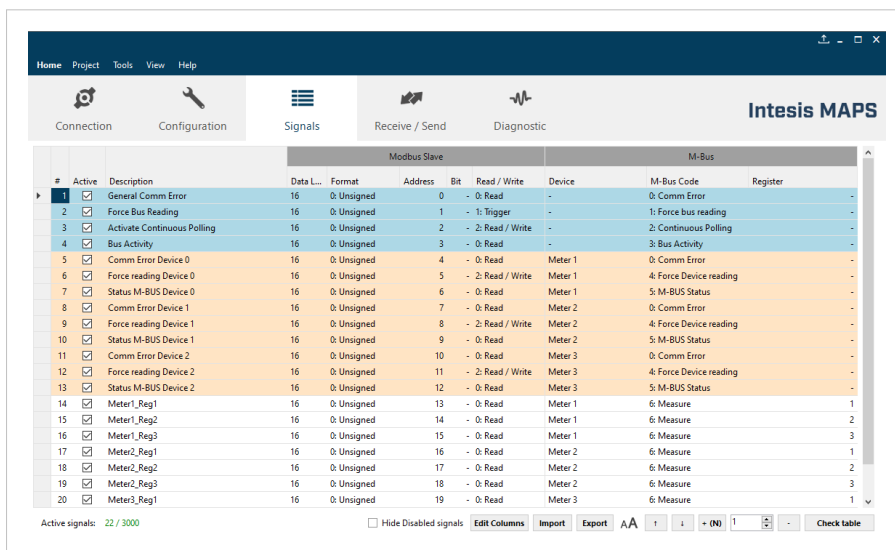 Home Project Tools View Help
Connection Configuration Signals Receive / Send Diagnostic Intesis MAPS
Modbus Slave M-Bus
# Active Description Data L... Format Address Bit Read / Write Device M-Bus Code Register
1 General Comm Error 16 0: Unsigned 0 - 0: Read - 0: Comm Error -
2 Force Bus Reading 16 0: Unsigned 1 - 1: Trigger - 1: Force bus reading -
3 Activate Continuous Polling 16 0: Unsigned 2 - 2: Read / Write - 2: Continuous Polling -
4 Bus Activity 16 0: Unsigned 3 - 0: Read - 3: Bus Activity -
5 Comm Error Device 0 16 0: Unsigned 4 - 0: Read Meter 1 0: Comm Error -
6 Force reading Device 0 16 0: Unsigned 5 - 2: Read / Write Meter 1 4: Force Device reading -
7 Status M-BUS Device 0 16 0: Unsigned 6 - 0: Read Meter 1 5: M-BUS Status -
8 Comm Error Device 1 16 0: Unsigned 7 - 0: Read Meter 2 0: Comm Error -
9 Force reading Device 1 16 0: Unsigned 8 - 2: Read / Write Meter 2 4: Force Device reading -
10 Status M-BUS Device 1 16 0: Unsigned 9 - 0: Read Meter 2 5: M-BUS Status -
11 Comm Error Device 2 16 0: Unsigned 10 - 0: Read Meter 3 0: Comm Error -
12 Force reading Device 2 16 0: Unsigned 11 - 2: Read / Write Meter 3 4: Force Device reading -
13 Status M-BUS Device 2 16 0: Unsigned 12 - 0: Read Meter 3 5: M-BUS Status -
14 Meter1_Reg1 16 0: Unsigned 13 - 0: Read Meter 1 6: Measure 1
15 Meter1_Reg2 16 0: Unsigned 14 - 0: Read Meter 1 6: Measure 2
16 Meter1_Reg3 16 0: Unsigned 15 - 0: Read Meter 1 6: Measure 3
17 Meter2_Reg1 16 0: Unsigned 16 - 0: Read Meter 2 6: Measure 1
18 Meter2_Reg2 16 0: Unsigned 17 - 0: Read Meter 2 6: Measure 2
19 Meter2_Reg3 16 0: Unsigned 18 - 0: Read Meter 2 6: Measure 3
20 Meter3_Reg1 16 0: Unsigned 19 - 0: Read Meter 3 6: Measure 1
Active signals: 22 / 3000 Hide Disabled signals Edit Columns Import Export AA ↑ ↓ + (N) 1 - Check table